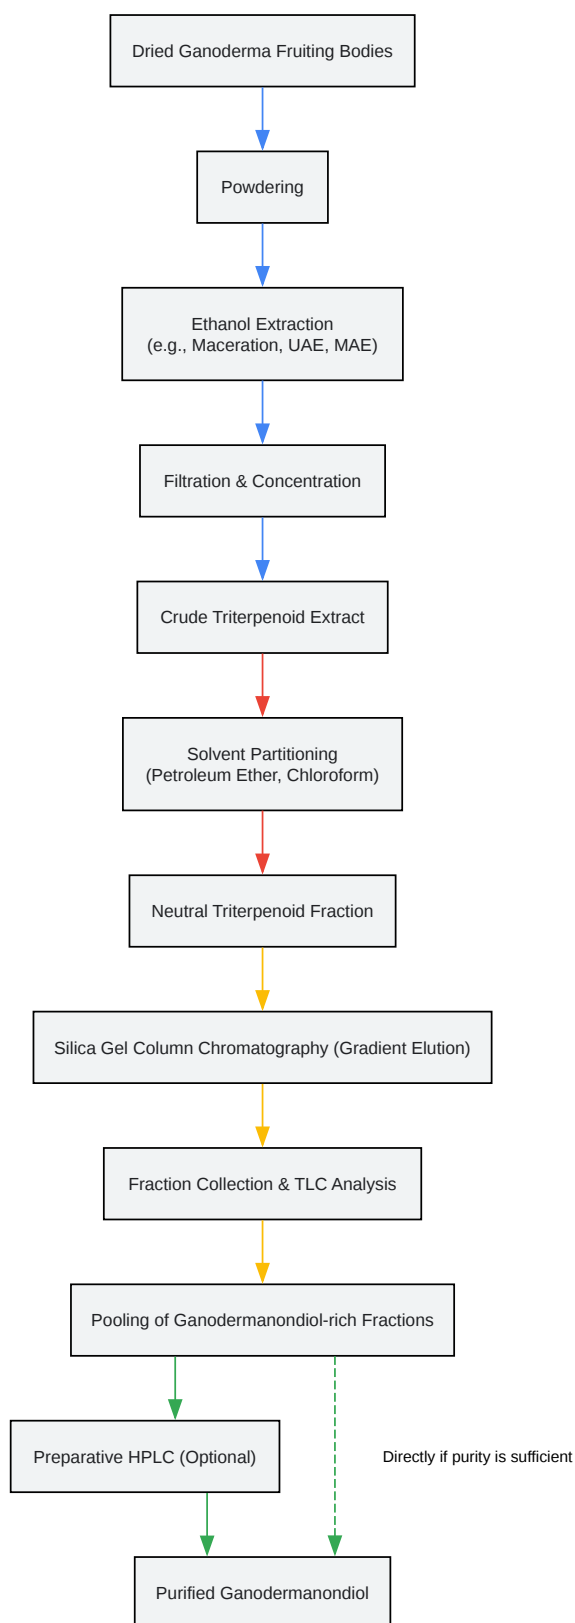 Dried Ganoderma Fruiting Bodies
Powdering
Ethanol Extraction
(e.g., Maceration, UAE, MAE)
Filtration & Concentration
Crude Triterpenoid Extract
Solvent Partitioning
(Petroleum Ether, Chloroform)
Neutral Triterpenoid Fraction
Silica Gel Column Chromatography (Gradient Elution)
Fraction Collection & TLC Analysis
Pooling of Ganodermanondiol-rich Fractions
Preparative HPLC (Optional)
Directly if purity is sufficient
Purified Ganodermanondiol